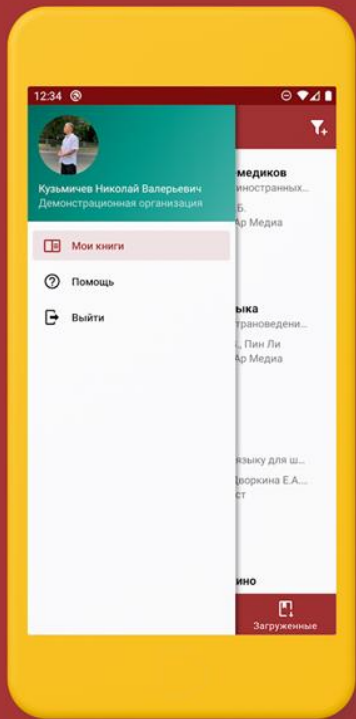 12:34
Кузьмичев Николай Валерьевич
Демонстрационная организация
Мои книги
Помощь
Выйти
медиков
иностранных...
Б.
Ар Медиа
ыка
трановедени...
., Пин Ли
Ар Медиа
языку для ш...
Дворкина Е.А....
ст
ино
Загруженные